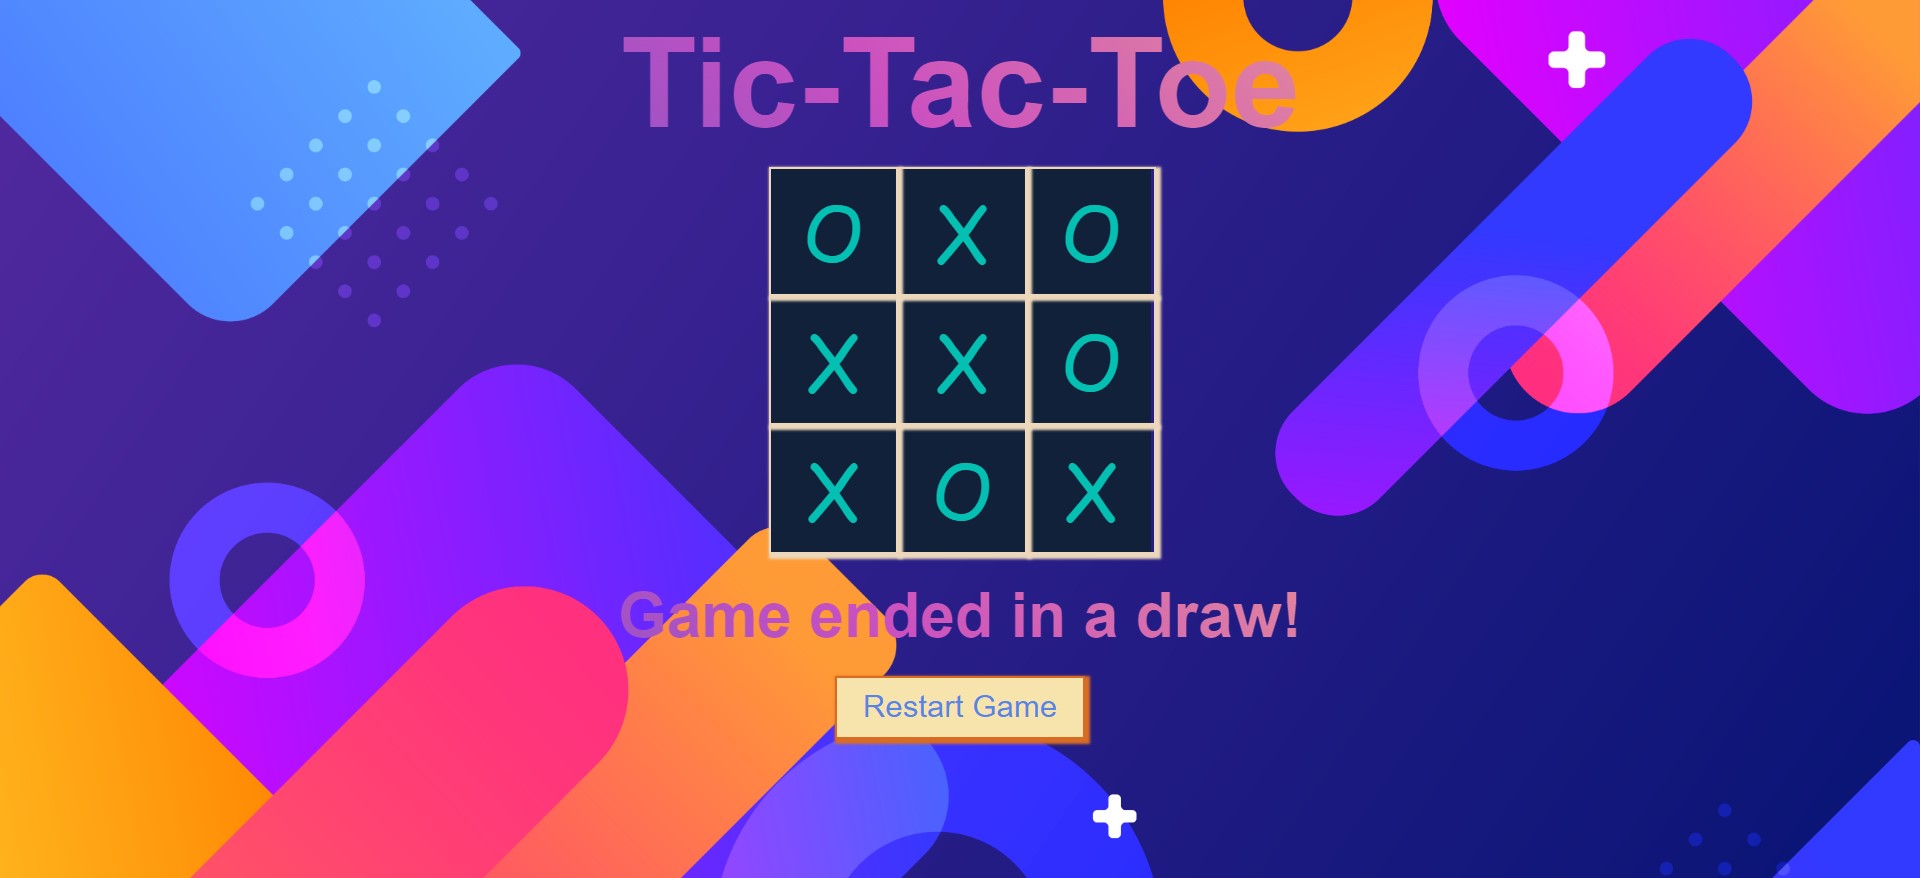 Tic-Tac-Toe
O X O
X X O
X O X
Game ended in a draw!
Restart Game